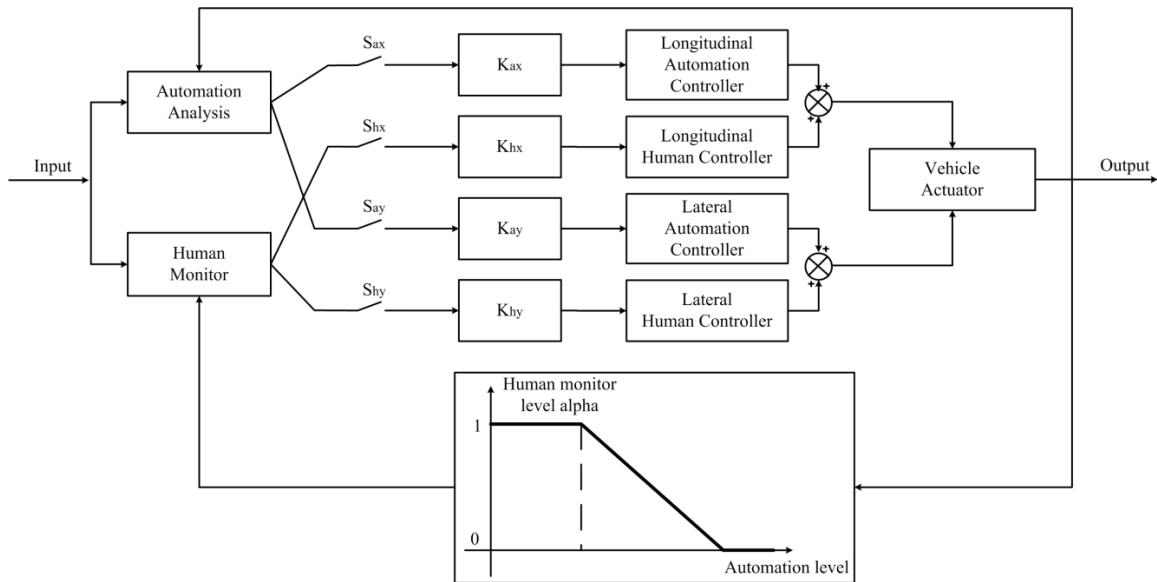 Input
Automation
Analysis
Human
Monitor
Sax
Shx
Say
Shy
Kax
Khx
Kay
Khy
Longitudinal
Automation
Controller
Longitudinal
Human Controller
Lateral
Automation
Controller
Lateral
Human Controller
+
+
+
+
Vehicle
Actuator
Output
Human monitor
level alpha
1
0
Automation level